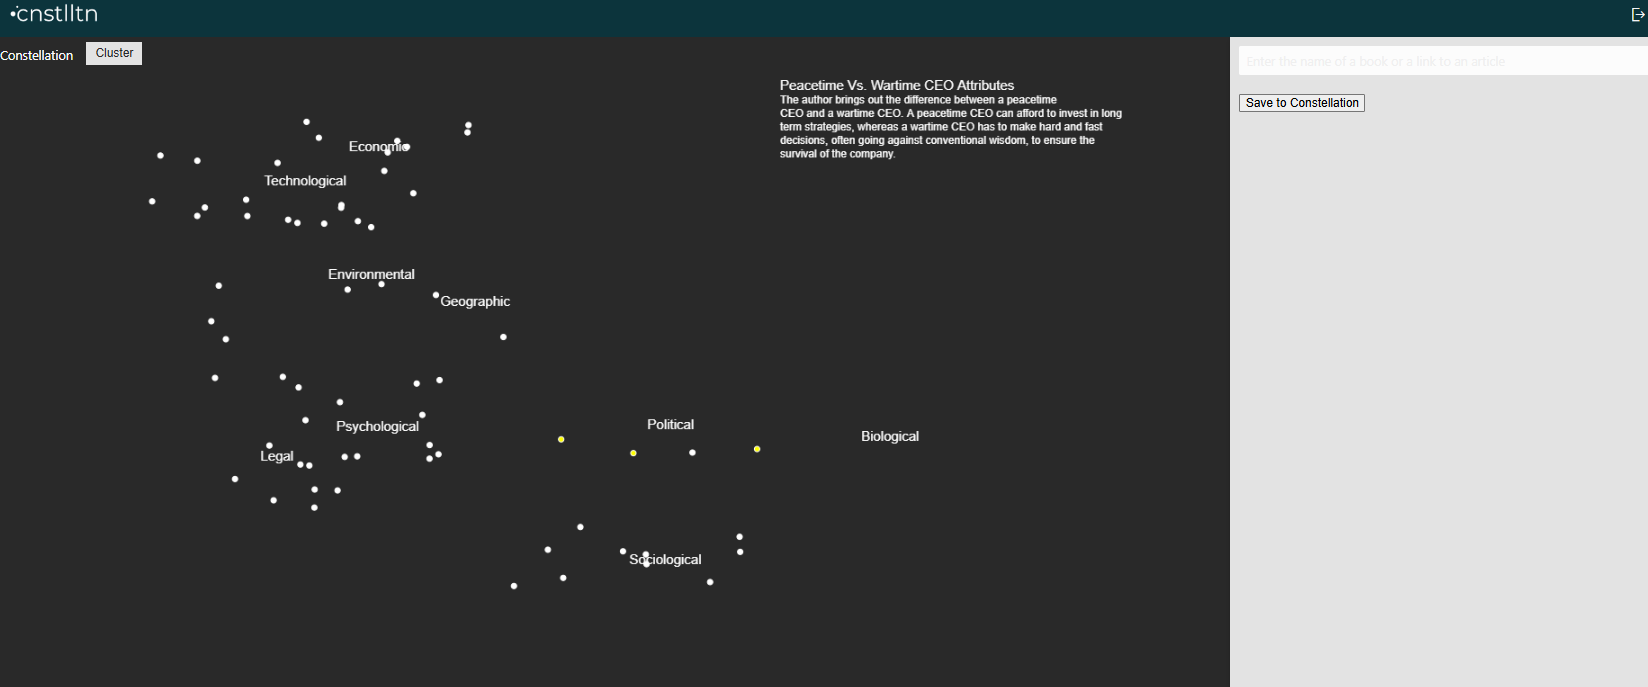 cnstlltn
Constellation
Cluster
Enter the name of a book or a link to an article
Save to Constellation
Peacetime Vs. Wartime CEO Attributes
The author brings out the difference between a peacetime
CEO and a wartime CEO. A peacetime CEO can afford to invest in long
term strategies, whereas a wartime CEO has to make hard and fast
decisions, often going against conventional wisdom, to ensure the
survival of the company.
Economic
Technological
Environmental
Geographic
Psychological
Political
Biological
Legal
Sociological